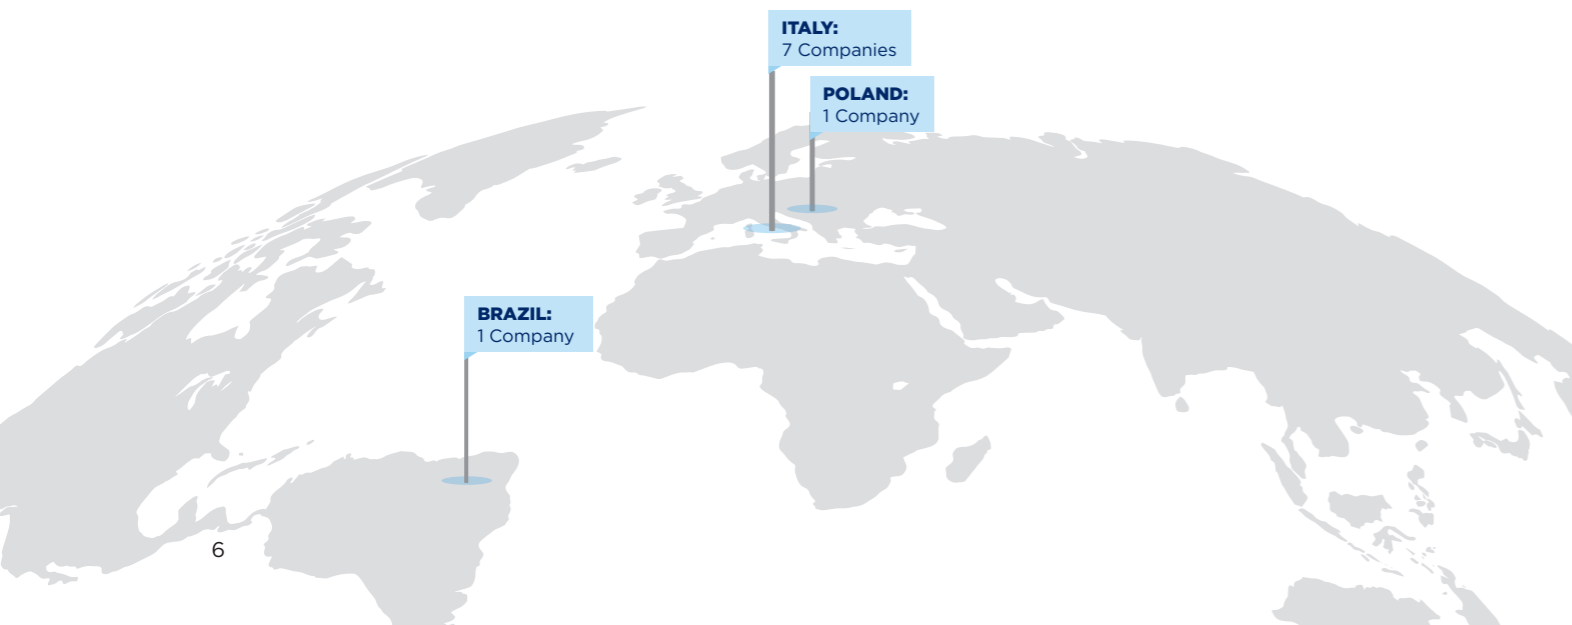 ITALY:
7 Companies
POLAND:
1 Company
BRAZIL:
1 Company
6